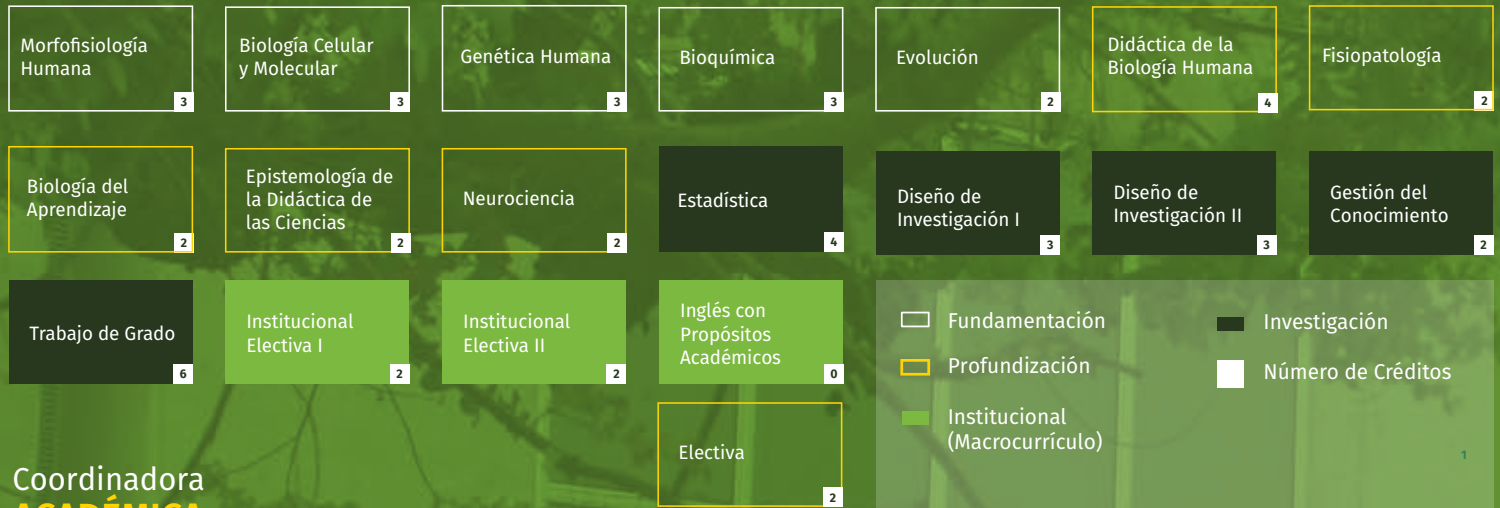 Morfofisiología
Humana
3
Biología Celular
y Molecular
3
Genética Humana
3
Bioquímica
3
Evolución
2
Didáctica de la
Biología Humana
4
Fisiopatología
2
Biología del
Aprendizaje
2
Epistemología de
la Didáctica de
las Ciencias
2
Neurociencia
2
Estadística
4
Diseño de
Investigación I
3
Diseño de
Investigación II
3
Gestión del
Conocimiento
2
Trabajo de Grado
6
Institucional
Electiva I
2
Institucional
Electiva II
2
Inglés con
Propósitos
Académicos
0
Electiva
2
Fundamentación
Profundización
Institucional
(Macrocurrículo)
Investigación
Número de Créditos
1
Coordinadora
ACADÉMICA